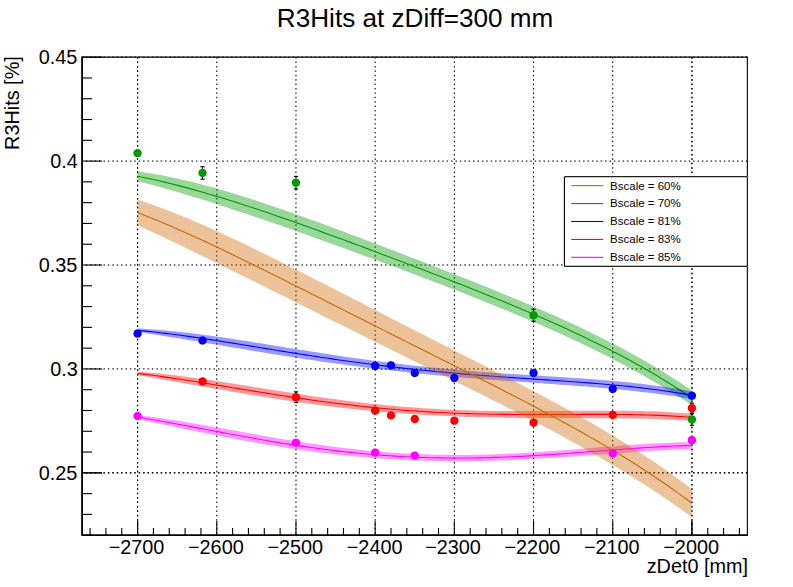 R3Hits at zDiff=300 mm
R3Hits [%]
0.45
0.4
0.35
0.3
0.25
Bscale = 60%
Bscale = 70%
Bscale = 81%
Bscale = 83%
Bscale = 85%
−2700 −2600 −2500 −2400 −2300 −2200 −2100 −2000
zDet0 [mm]